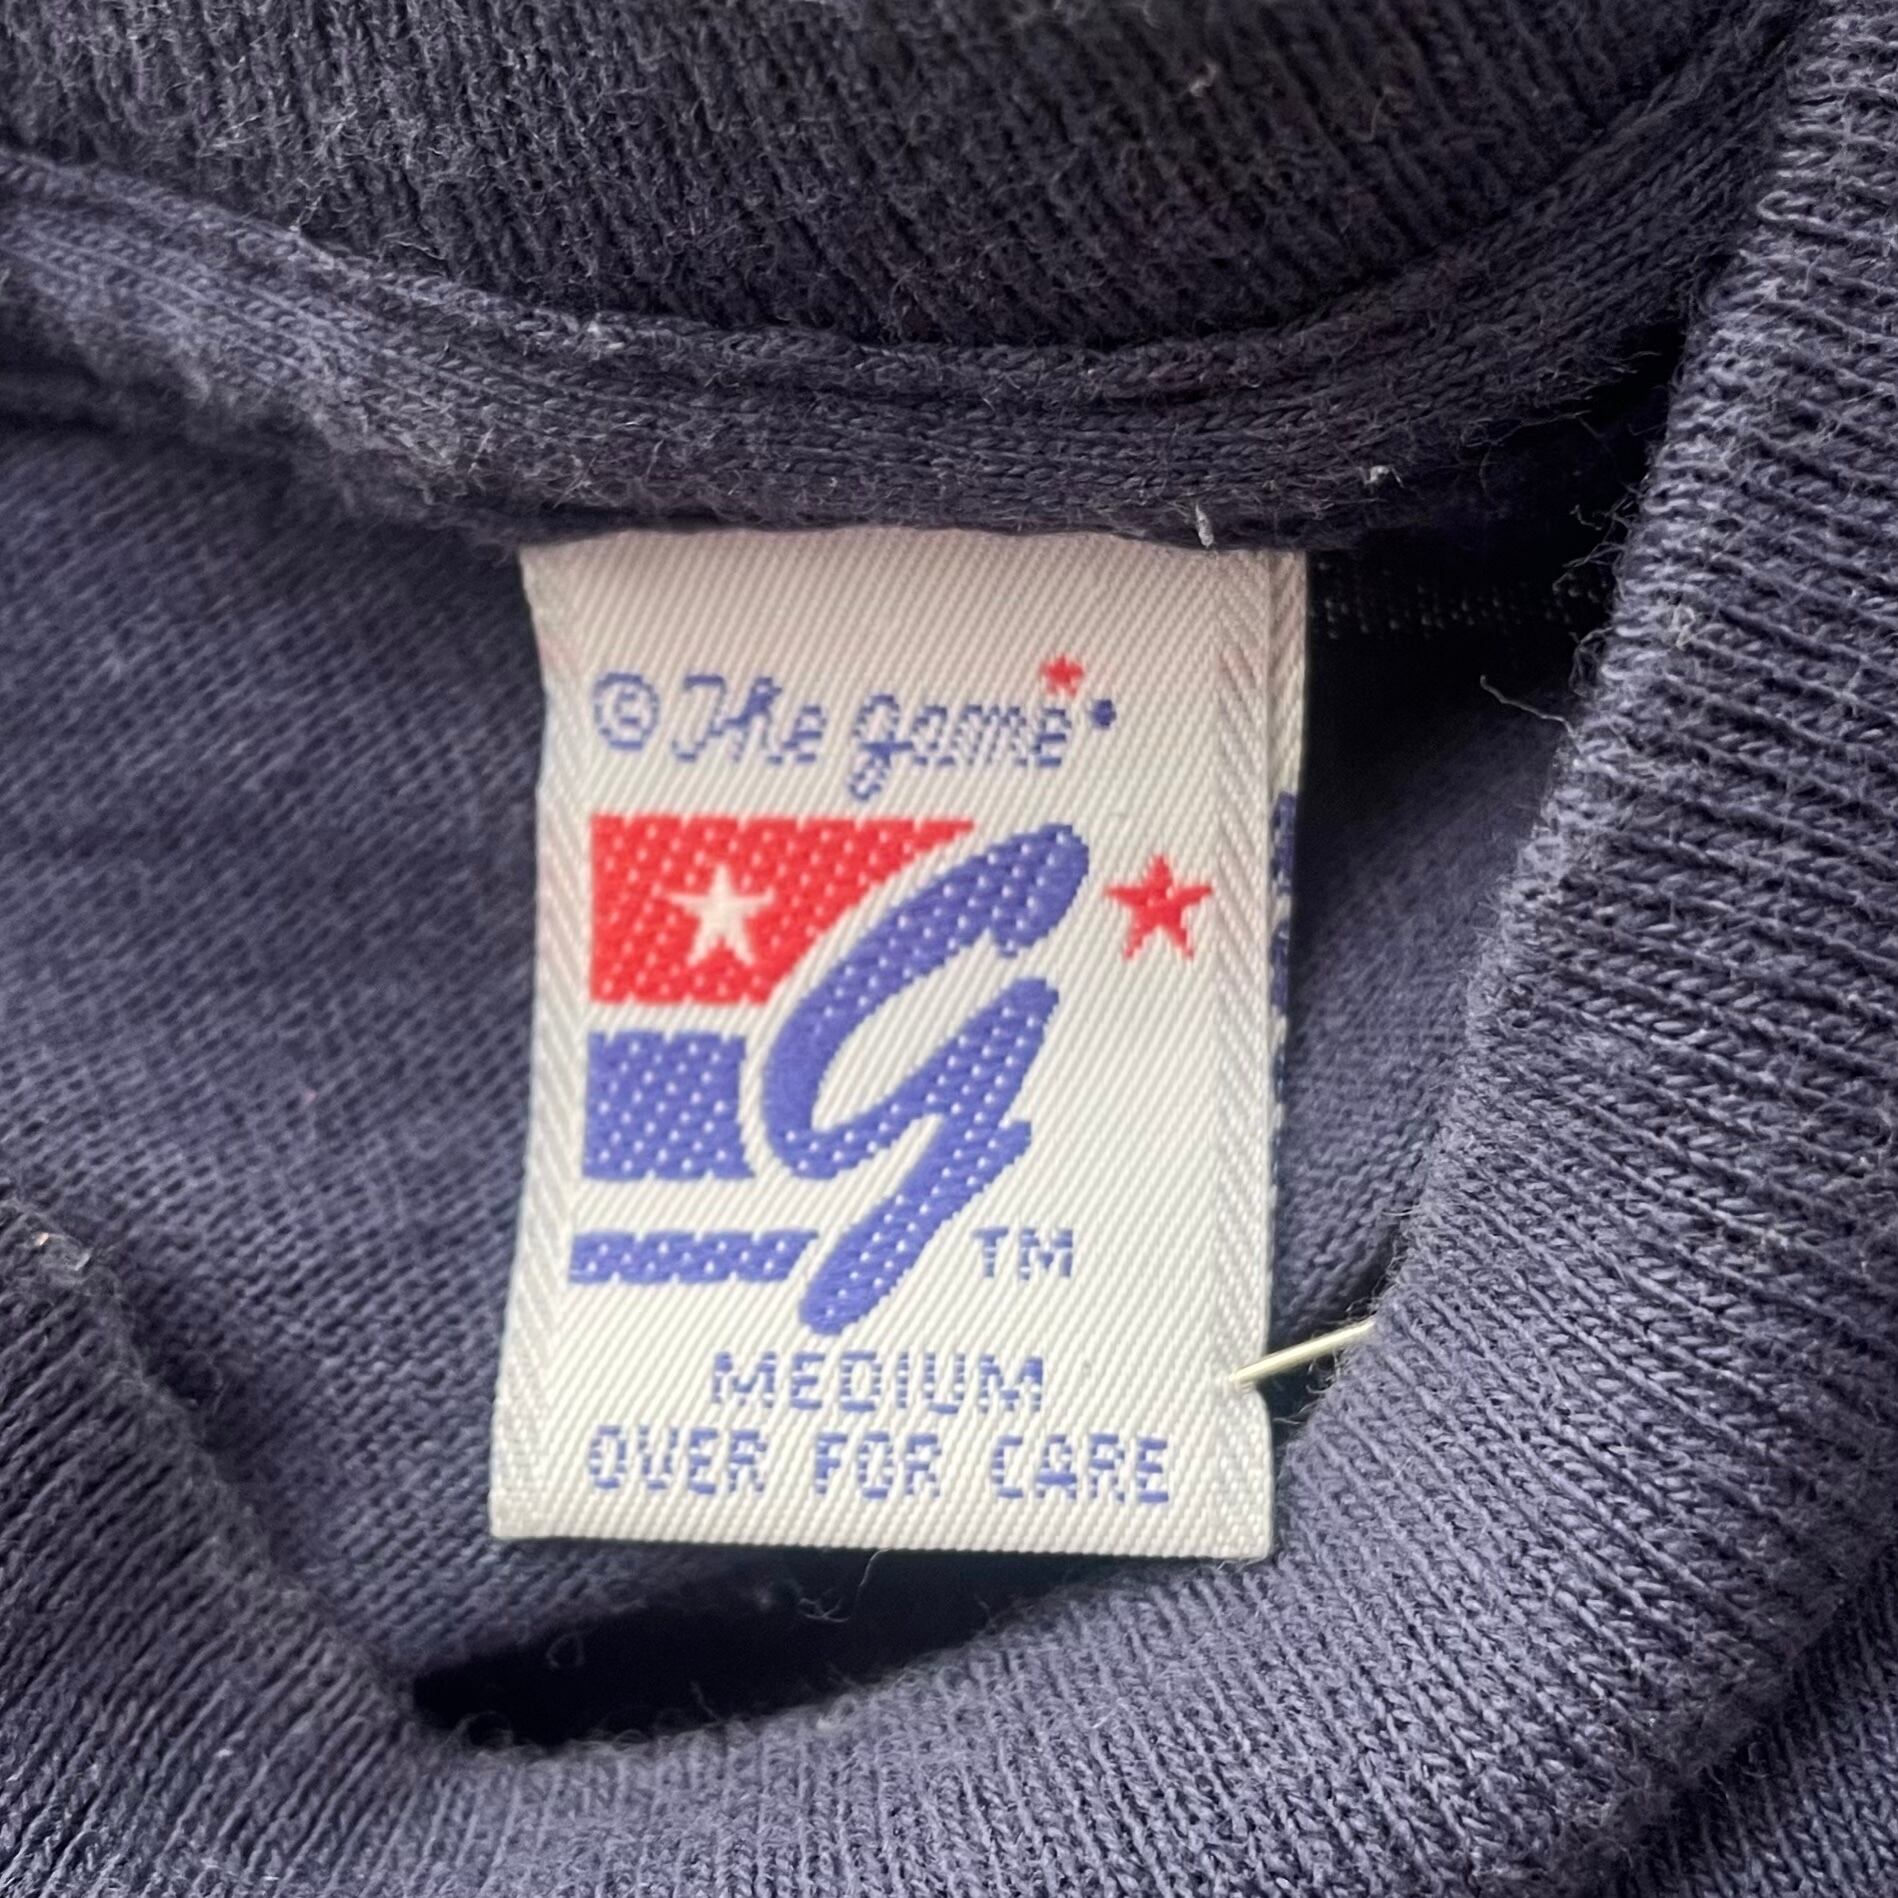 © The Game
G TM
MEDIUM
OVER FOR CARE